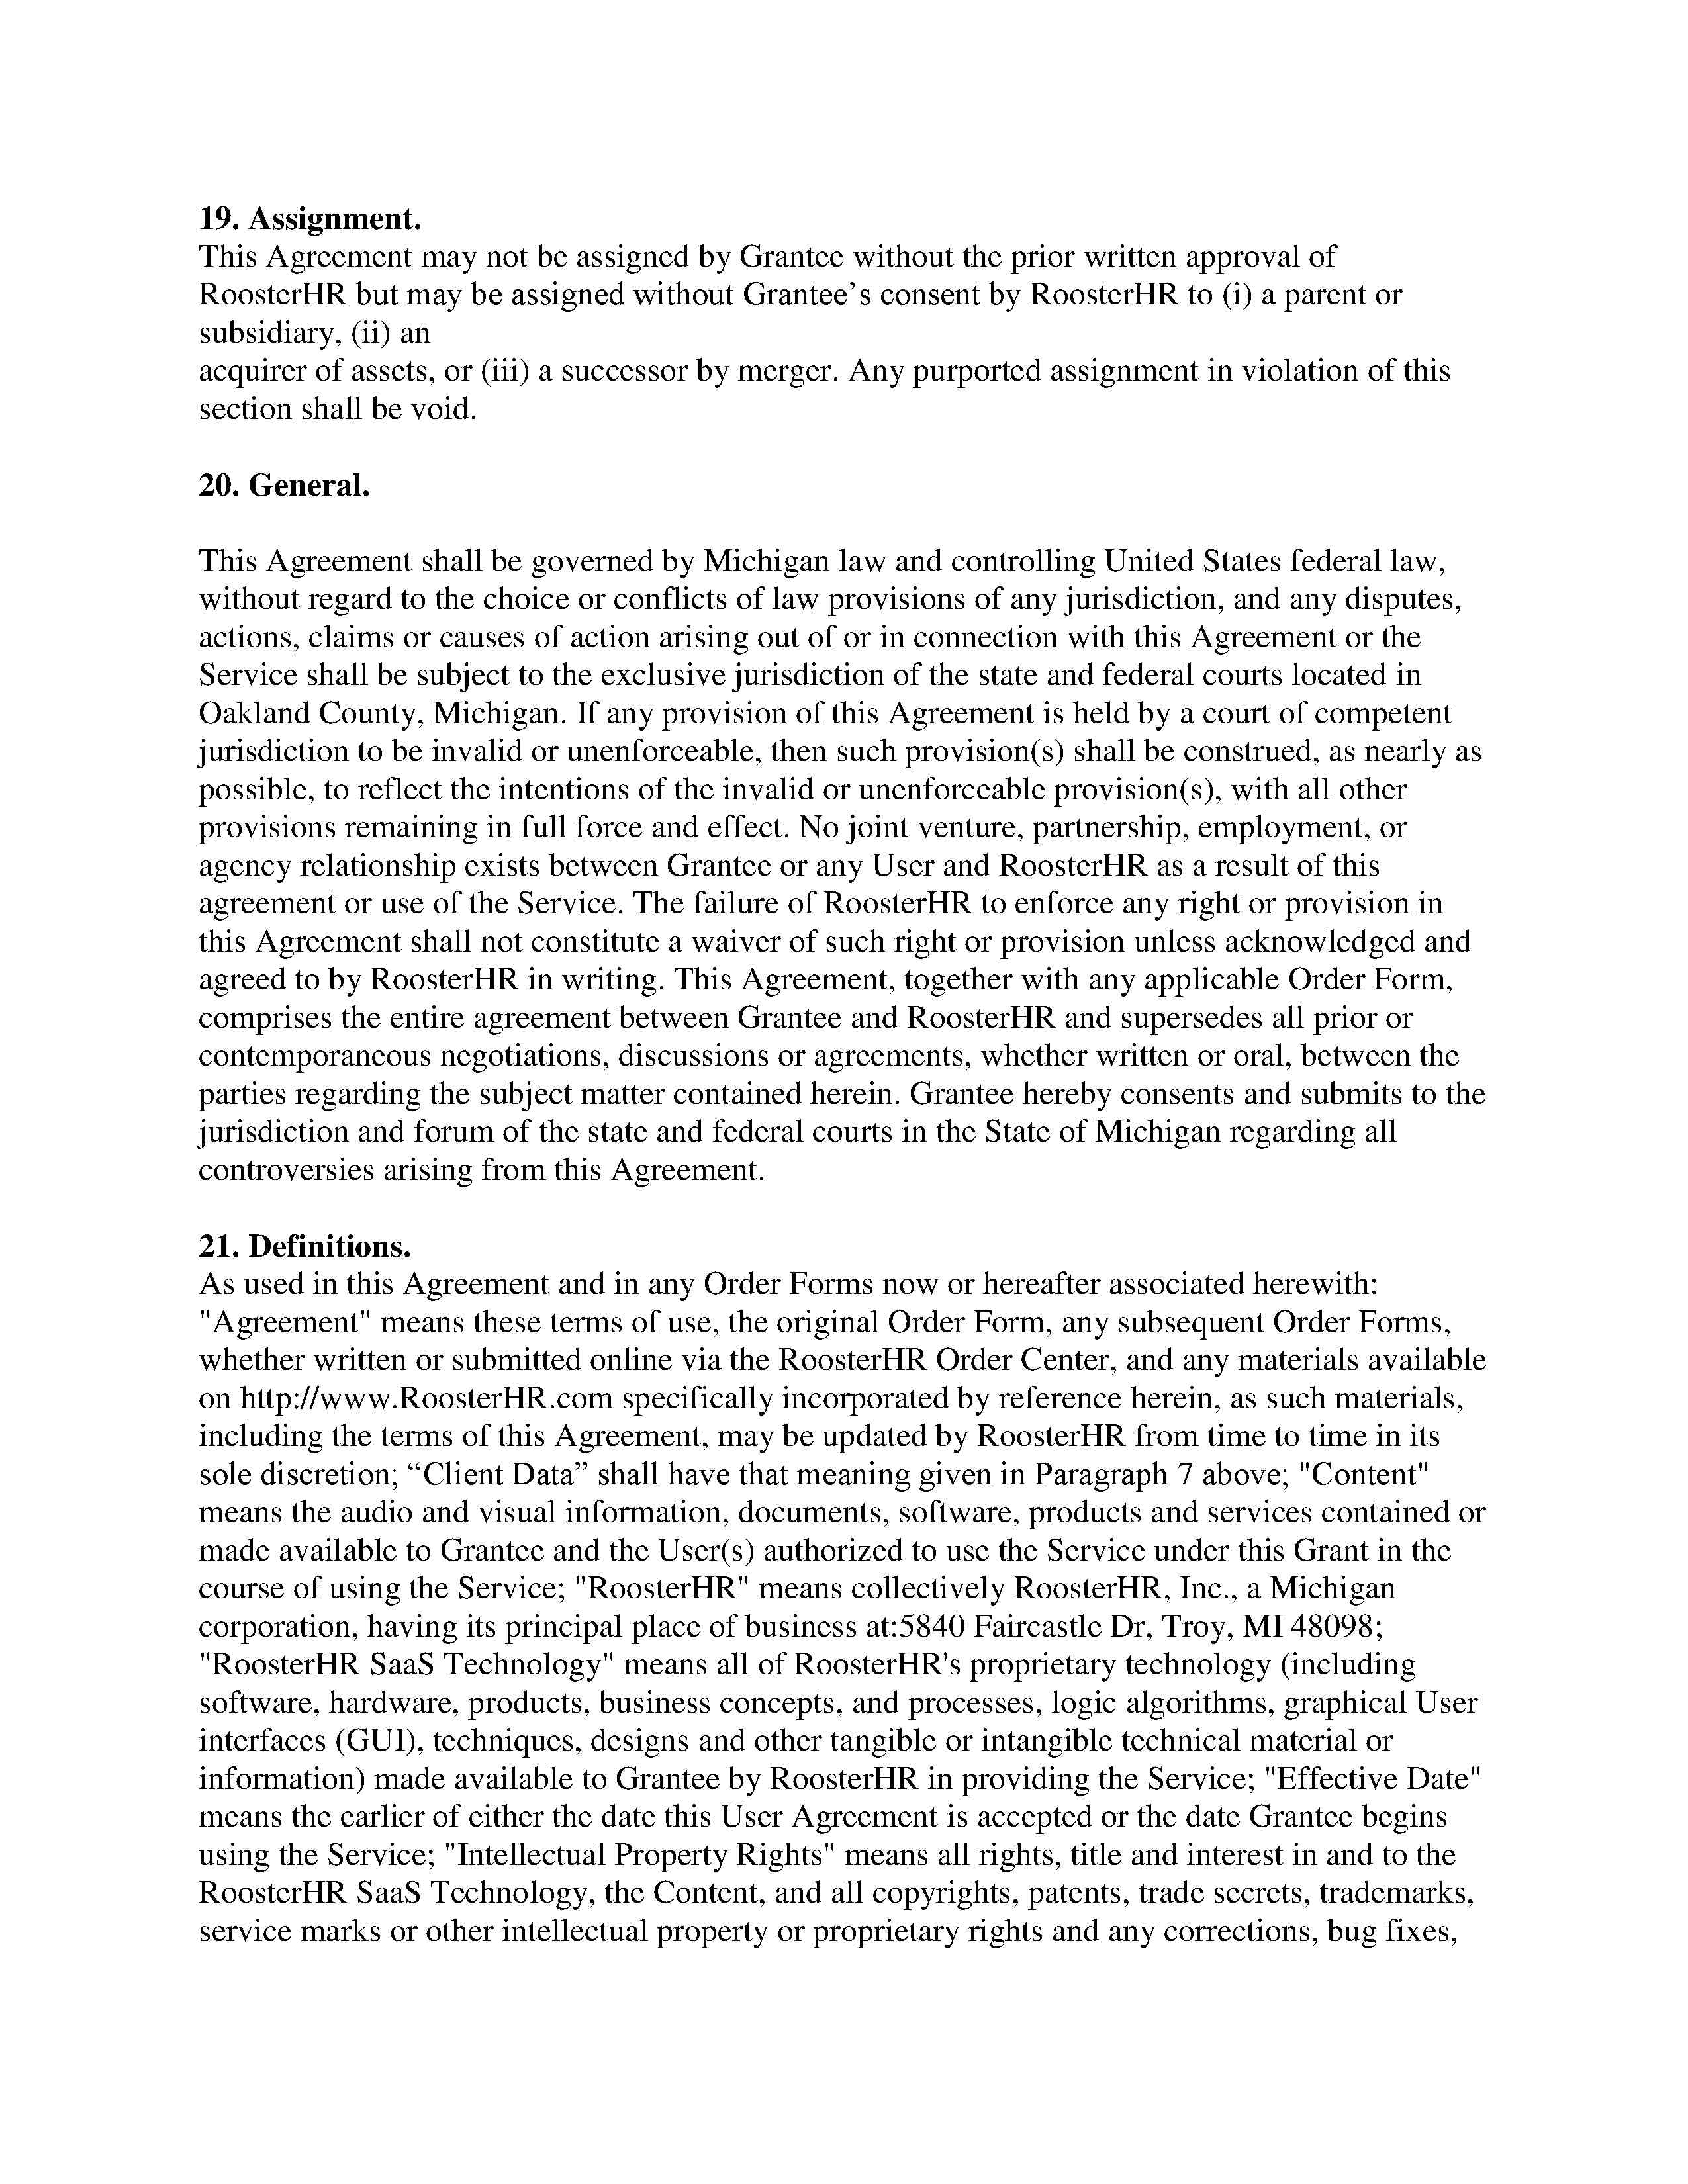 19. Assignment.
This Agreement may not be assigned by Grantee without the prior written approval of
RoosterHR but may be assigned without Grantee’s consent by RoosterHR to (i) a parent or
subsidiary, (ii) an
acquirer of assets, or (iii) a successor by merger. Any purported assignment in violation of this
section shall be void.
20. General.
This Agreement shall be governed by Michigan law and controlling United States federal law,
without regard to the choice or conflicts of law provisions of any jurisdiction, and any disputes,
actions, claims or causes of action arising out of or in connection with this Agreement or the
Service shall be subject to the exclusive jurisdiction of the state and federal courts located in
Oakland County, Michigan. If any provision of this Agreement is held by a court of competent
jurisdiction to be invalid or unenforceable, then such provision(s) shall be construed, as nearly as
possible, to reflect the intentions of the invalid or unenforceable provision(s), with all other
provisions remaining in full force and effect. No joint venture, partnership, employment, or
agency relationship exists between Grantee or any User and RoosterHR as a result of this
agreement or use of the Service. The failure of RoosterHR to enforce any right or provision in
this Agreement shall not constitute a waiver of such right or provision unless acknowledged and
agreed to by RoosterHR in writing. This Agreement, together with any applicable Order Form,
comprises the entire agreement between Grantee and RoosterHR and supersedes all prior or
contemporaneous negotiations, discussions or agreements, whether written or oral, between the
parties regarding the subject matter contained herein. Grantee hereby consents and submits to the
jurisdiction and forum of the state and federal courts in the State of Michigan regarding all
controversies arising from this Agreement.
21. Definitions.
As used in this Agreement and in any Order Forms now or hereafter associated herewith:
"Agreement" means these terms of use, the original Order Form, any subsequent Order Forms,
whether written or submitted online via the RoosterHR Order Center, and any materials available
on http://www.RoosterHR.com specifically incorporated by reference herein, as such materials,
including the terms of this Agreement, may be updated by RoosterHR from time to time in its
sole discretion; “Client Data” shall have that meaning given in Paragraph 7 above; "Content"
means the audio and visual information, documents, software, products and services contained or
made available to Grantee and the User(s) authorized to use the Service under this Grant in the
course of using the Service; "RoosterHR" means collectively RoosterHR, Inc., a Michigan
corporation, having its principal place of business at:5840 Faircastle Dr, Troy, MI 48098;
"RoosterHR SaaS Technology" means all of RoosterHR's proprietary technology (including
software, hardware, products, business concepts, and processes, logic algorithms, graphical User
interfaces (GUI), techniques, designs and other tangible or intangible technical material or
information) made available to Grantee by RoosterHR in providing the Service; "Effective Date"
means the earlier of either the date this User Agreement is accepted or the date Grantee begins
using the Service; "Intellectual Property Rights" means all rights, title and interest in and to the
RoosterHR SaaS Technology, the Content, and all copyrights, patents, trade secrets, trademarks,
service marks or other intellectual property or proprietary rights and any corrections, bug fixes,